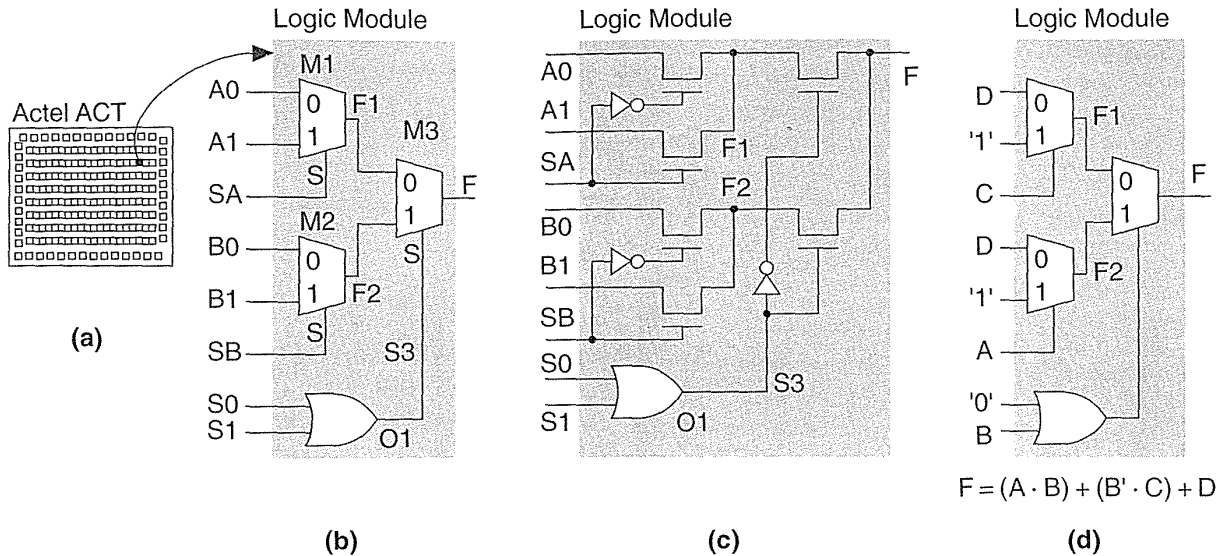 Actel ACT
(a)
Logic Module
M1
A0
0
F1
A1
1
M3
S
SA
0
F
M2
1
B0
0
S
B1
1
F2
S
SB
S3
S0
S1
O1
(b)
Logic Module
A0
F
A1
F1
SA
F2
B0
B1
SB
S0
S3
S1
O1
(c)
Logic Module
D
0
F1
'1'
1
C
0
F
1
D
0
F2
'1'
1
A
'0'
B
F = (A · B) + (B' · C) + D
(d)